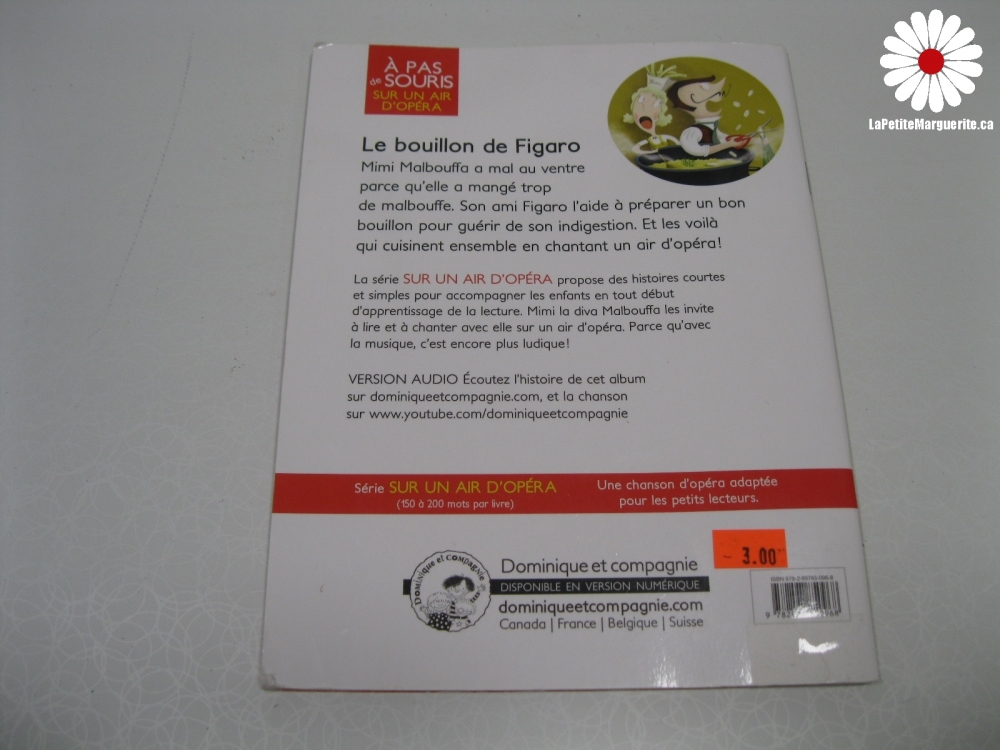 LaPetiteMarguerite.ca
À PAS
de SOURIS
SUR UN AIR
D'OPÉRA
Le bouillon de Figaro
Mimi Malbouffa a mal au ventre
parce qu'elle a mangé trop
de malbouffe. Son ami Figaro l'aide à préparer un bon
bouillon pour guérir de son indigestion. Et les voilà
qui cuisinent ensemble en chantant un air d'opéra!
La série SUR UN AIR D'OPÉRA propose des histoires courtes
et simples pour accompagner les enfants en tout début
d'apprentissage de la lecture. Mimi la diva Malbouffa les invite
à lire et à chanter avec elle sur un air d'opéra. Parce qu'avec
la musique, c'est encore plus ludique!
VERSION AUDIO Écoutez l'histoire de cet album
sur dominiqueetcompagnie.com, et la chanson
sur www.youtube.com/dominiqueetcompagnie
Série SUR UN AIR D'OPÉRA
(150 à 200 mots par livre)
Une chanson d'opéra adaptée
pour les petits lecteurs.
3.00
Dominique et compagnie
Dominique et compagnie
DISPONIBLE EN VERSION NUMÉRIQUE
dominiqueetcompagnie.com
Canada | France | Belgique | Suisse
ISBN